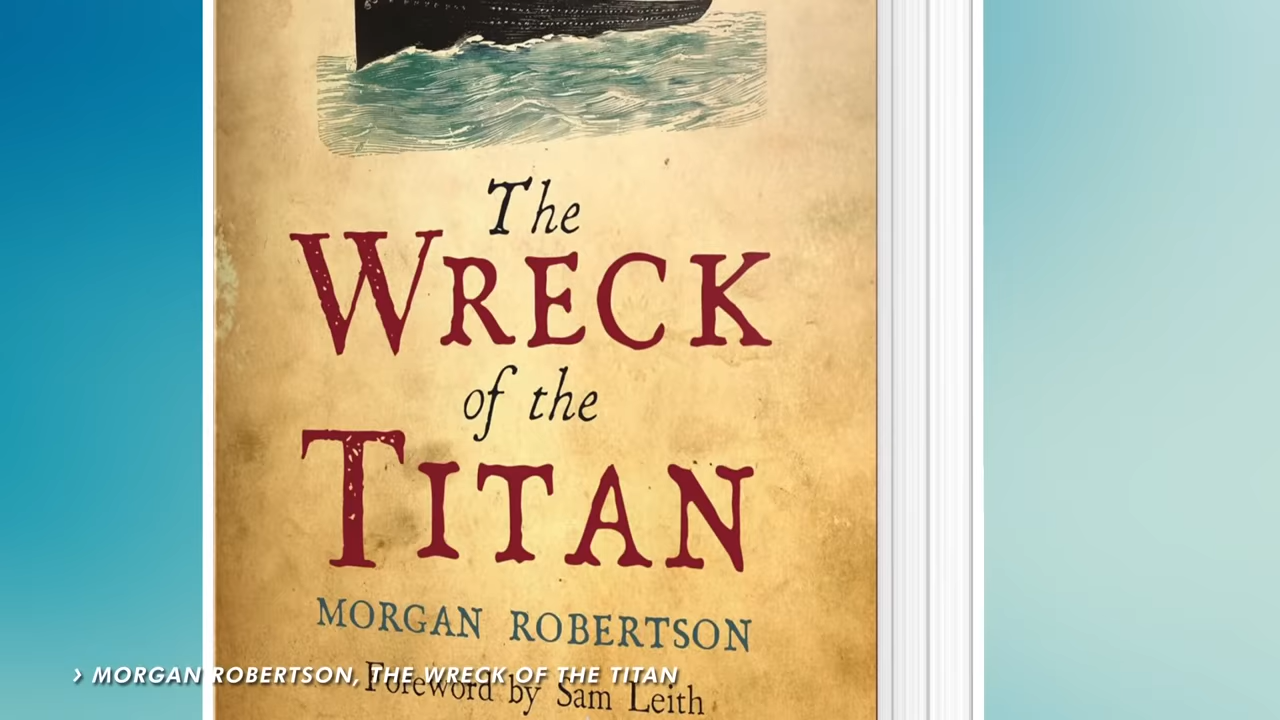 The
WRECK
of the
TITAN
MORGAN ROBERTSON
Foreword by Sam Leith
› MORGAN ROBERTSON, THE WRECK OF THE TITAN